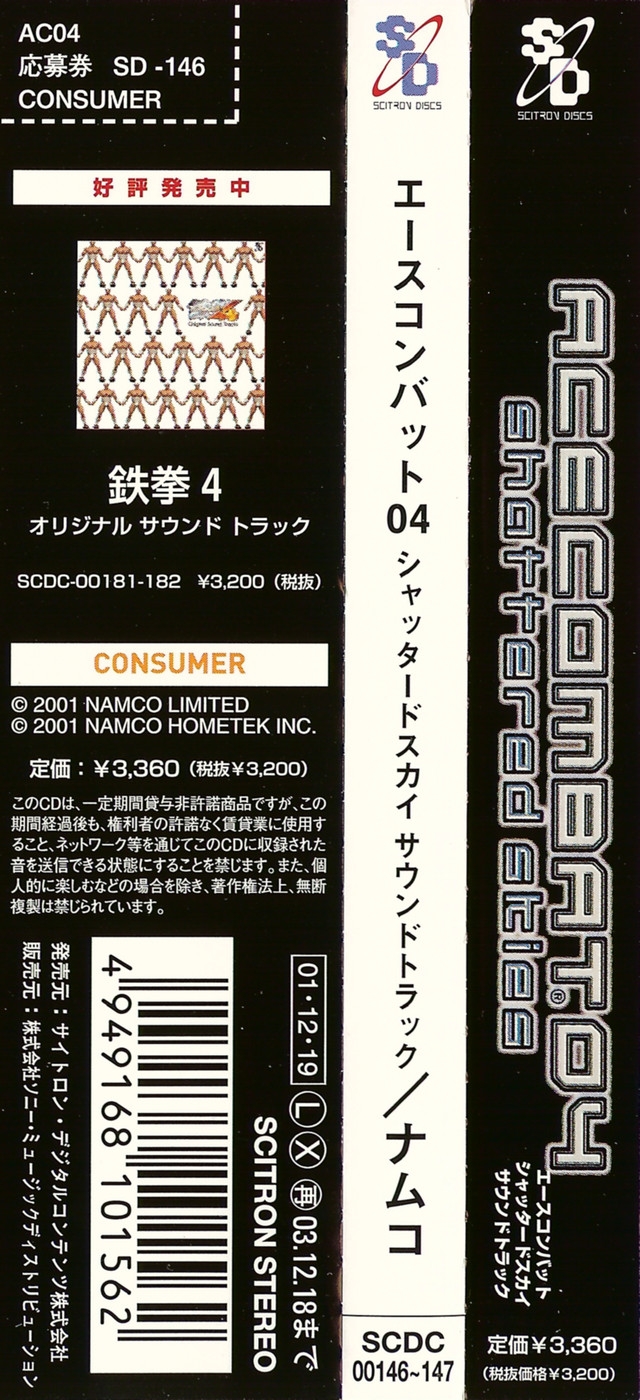 AC04
応募券 SD -146
CONSUMER
好評発売中
Original Sound Tracks
鉄拳 4
オリジナル サウンド トラック
SCDC-00181-182 ¥3,200（税抜）
CONSUMER
© 2001 NAMCO LIMITED
© 2001 NAMCO HOMETEK INC.
定価：¥3,360（税抜¥3,200）
このCDは、一定期間貸与非許諾商品ですが、この
期間経過後も、権利者の許諾なく賃貸業に使用す
ること、ネットワーク等を通じてこのCDに収録された
音を送信できる状態にすることを禁じます。また、個
人的に楽しむなどの場合を除き、著作権法上、無断
複製は禁じられています。
01・12・19 Ⓛ Ⓧ ㊢03.12.18まで
SCITRON STEREO
4 949168 101562
発売元：サイトロン・デジタルコンテンツ株式会社
販売元：株式会社ソニー・ミュージックディストリビューション
SD
SCITRON DISCS
エースコンバット04 シャッタードスカイ サウンドトラック／ナムコ
SCDC
00146~147
SD
SCITRON DISCS
ACE COMBAT® 04
shattered skies
エースコンバット
シャッタードスカイ
サウンドトラック
定価¥3,360
（税抜価格¥3,200）